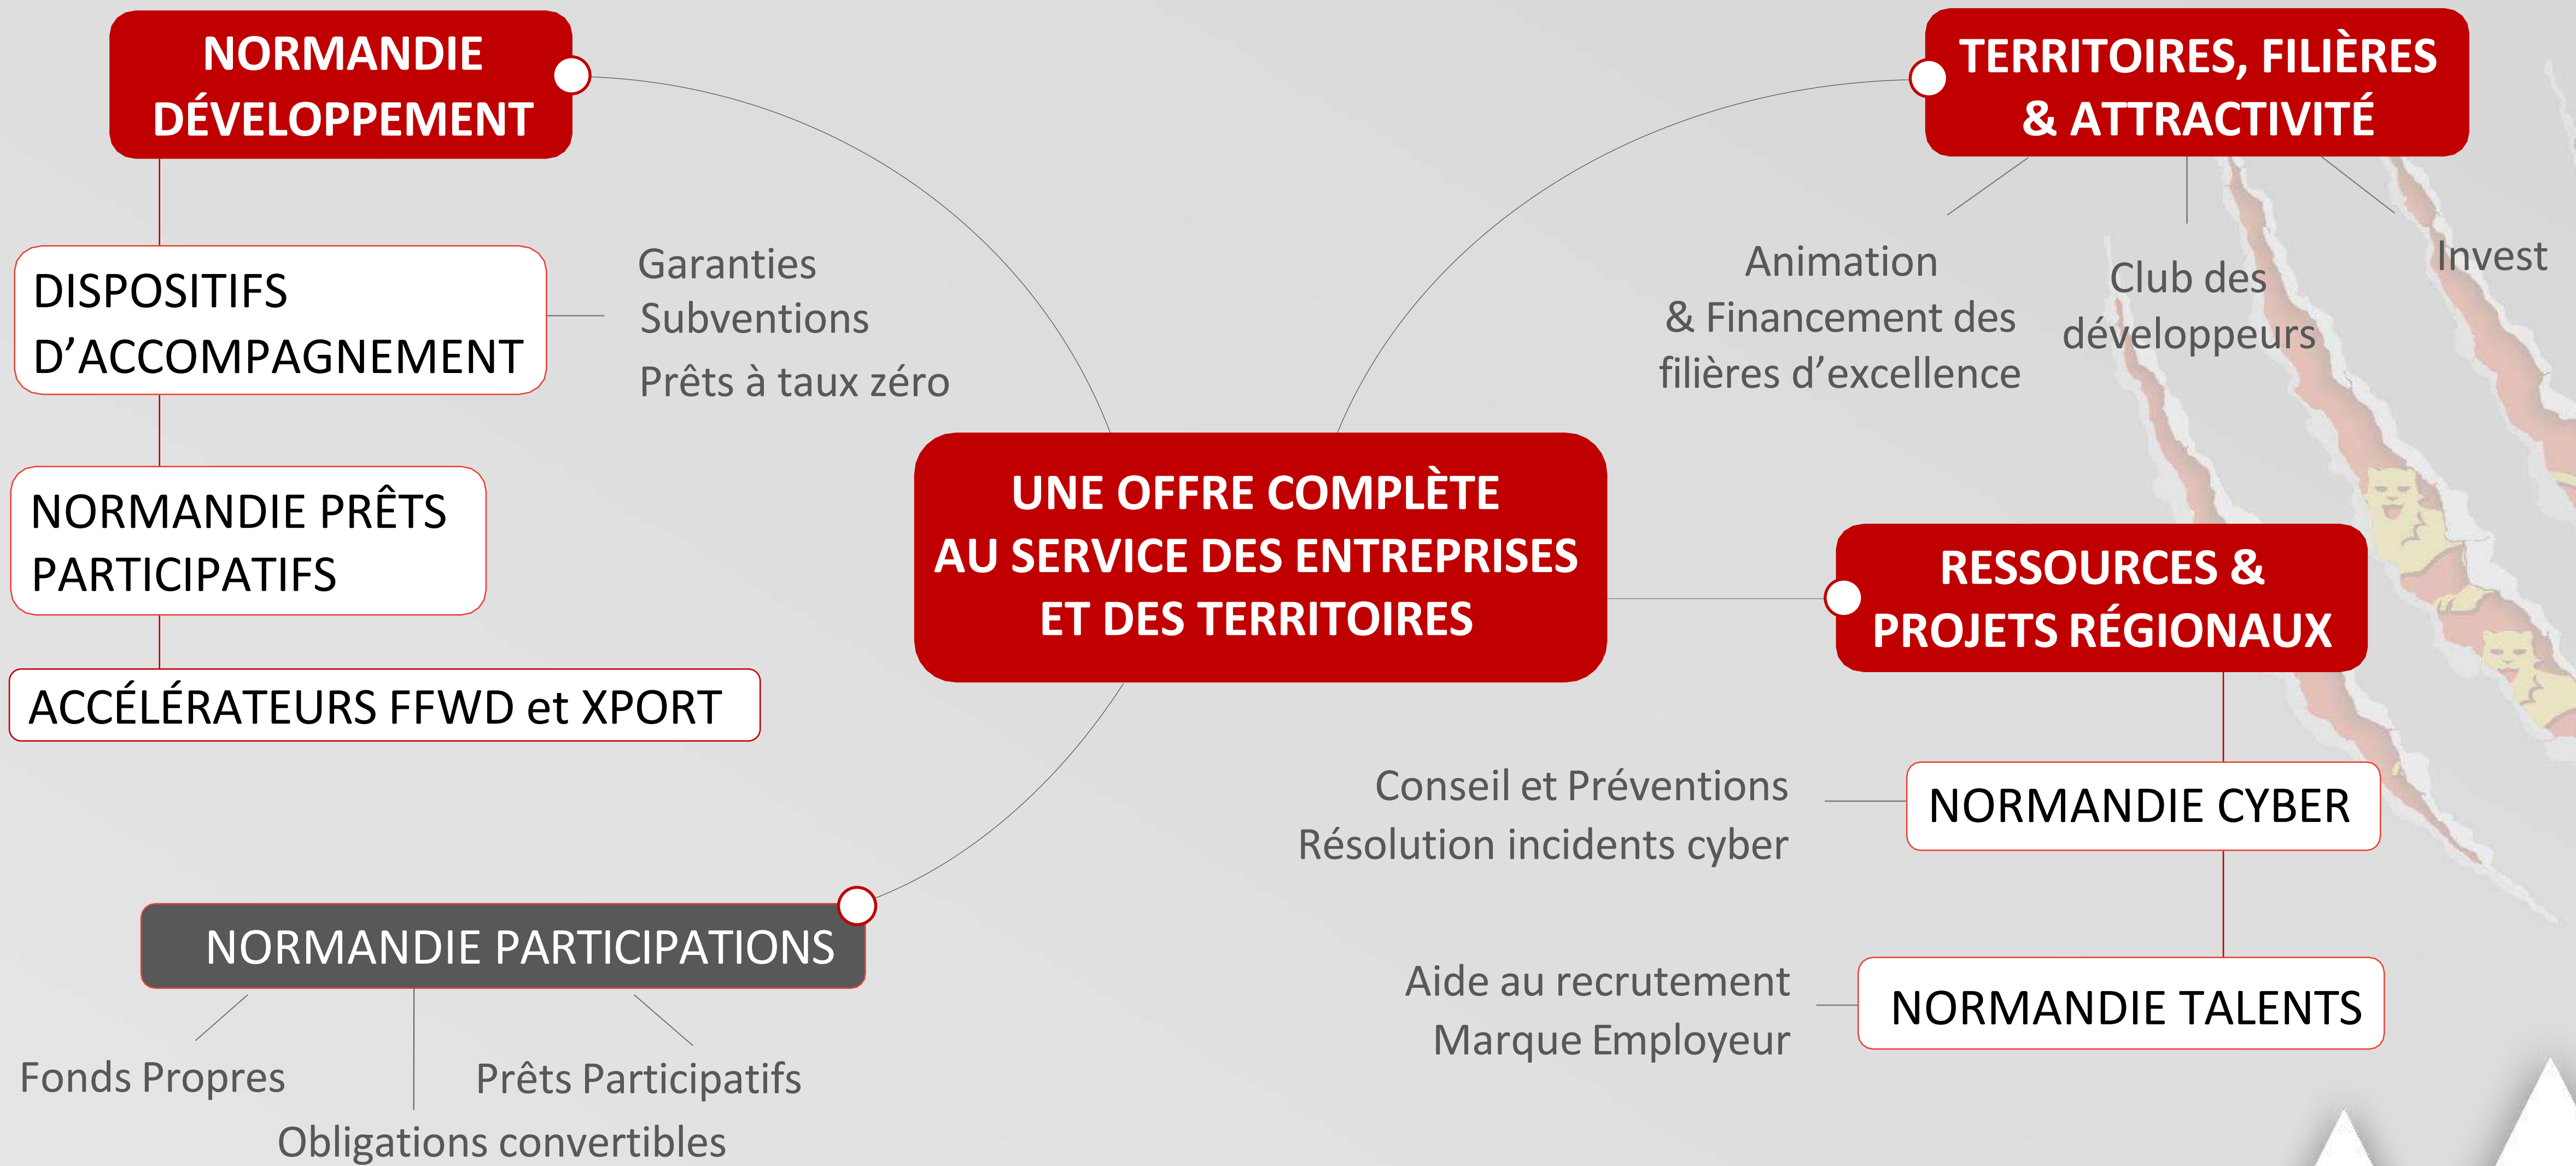 NORMANDIE
DÉVELOPPEMENT
DISPOSITIFS
D’ACCOMPAGNEMENT
Garanties
Subventions
Prêts à taux zéro
NORMANDIE PRÊTS
PARTICIPATIFS
ACCÉLÉRATEURS FFWD et XPORT
UNE OFFRE COMPLÈTE
AU SERVICE DES ENTREPRISES
ET DES TERRITOIRES
TERRITOIRES, FILIÈRES
& ATTRACTIVITÉ
Animation
& Financement des
filières d’excellence
Club des
développeurs
Invest
RESSOURCES &
PROJETS RÉGIONAUX
Conseil et Préventions
Résolution incidents cyber
NORMANDIE CYBER
Aide au recrutement
Marque Employeur
NORMANDIE TALENTS
NORMANDIE PARTICIPATIONS
Fonds Propres
Prêts Participatifs
Obligations convertibles